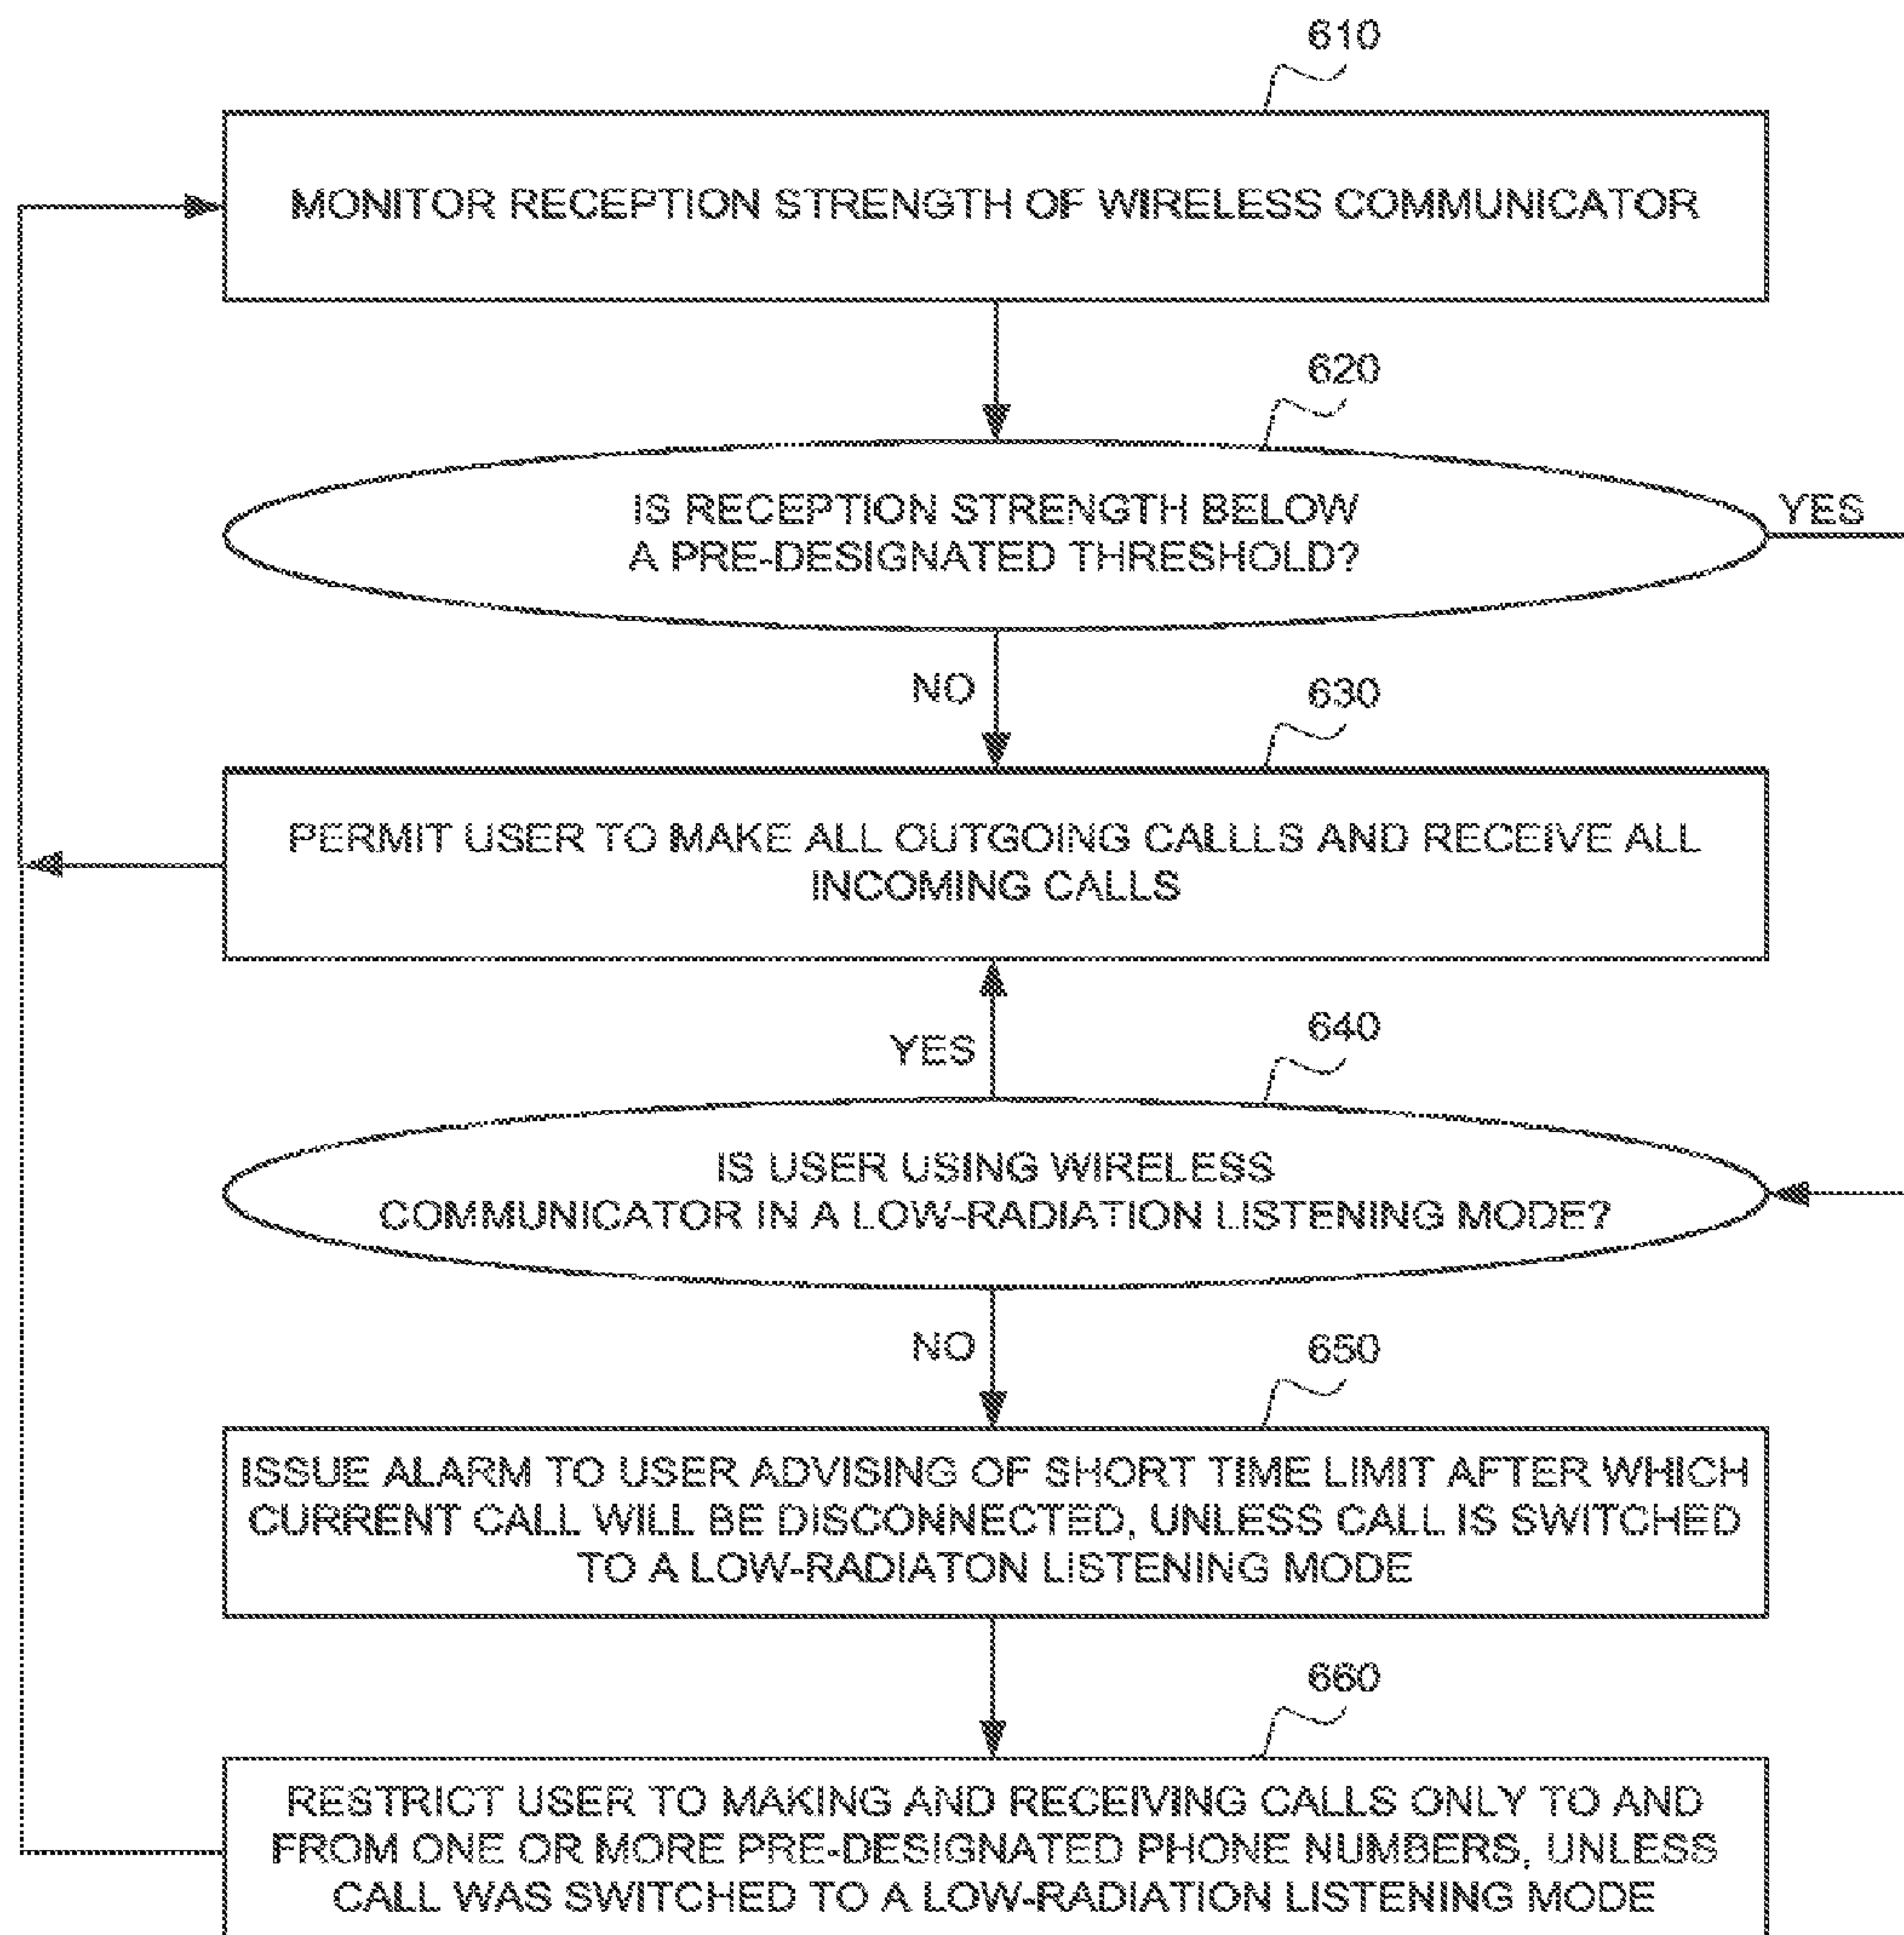 610
MONITOR RECEPTION STRENGTH OF WIRELESS COMMUNICATOR
620
IS RECEPTION STRENGTH BELOW
A PRE-DESIGNATED THRESHOLD?
YES
NO
630
PERMIT USER TO MAKE ALL OUTGOING CALLLS AND RECEIVE ALL
INCOMING CALLS
YES
640
IS USER USING WIRELESS
COMMUNICATOR IN A LOW-RADIATION LISTENING MODE?
NO
650
ISSUE ALARM TO USER ADVISING OF SHORT TIME LIMIT AFTER WHICH
CURRENT CALL WILL BE DISCONNECTED, UNLESS CALL IS SWITCHED
TO A LOW-RADIATON LISTENING MODE
660
RESTRICT USER TO MAKING AND RECEIVING CALLS ONLY TO AND
FROM ONE OR MORE PRE-DESIGNATED PHONE NUMBERS, UNLESS
CALL WAS SWITCHED TO A LOW-RADIATION LISTENING MODE